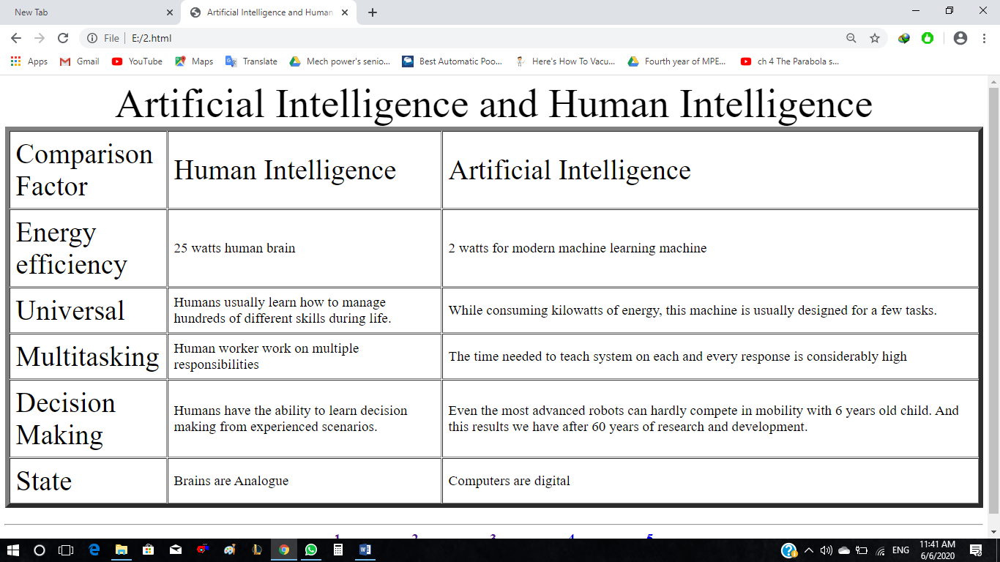 New Tab
Artificial Intelligence and Human
File | E:/2.html
Apps Gmail YouTube Maps Translate Mech power's senio... Best Automatic Poo... Here's How To Vacu... Fourth year of MPE... ch 4 The Parabola s...
Artificial Intelligence and Human Intelligence
Comparison
Factor
Human Intelligence
Artificial Intelligence
Energy
efficiency
25 watts human brain
2 watts for modern machine learning machine
Universal
Humans usually learn how to manage
hundreds of different skills during life.
While consuming kilowatts of energy, this machine is usually designed for a few tasks.
Multitasking
Human worker work on multiple
responsibilities
The time needed to teach system on each and every response is considerably high
Decision
Making
Humans have the ability to learn decision
making from experienced scenarios.
Even the most advanced robots can hardly compete in mobility with 6 years old child. And
this results we have after 60 years of research and development.
State
Brains are Analogue
Computers are digital
1 2 3 4 5
ENG
11:41 AM
6/6/2020